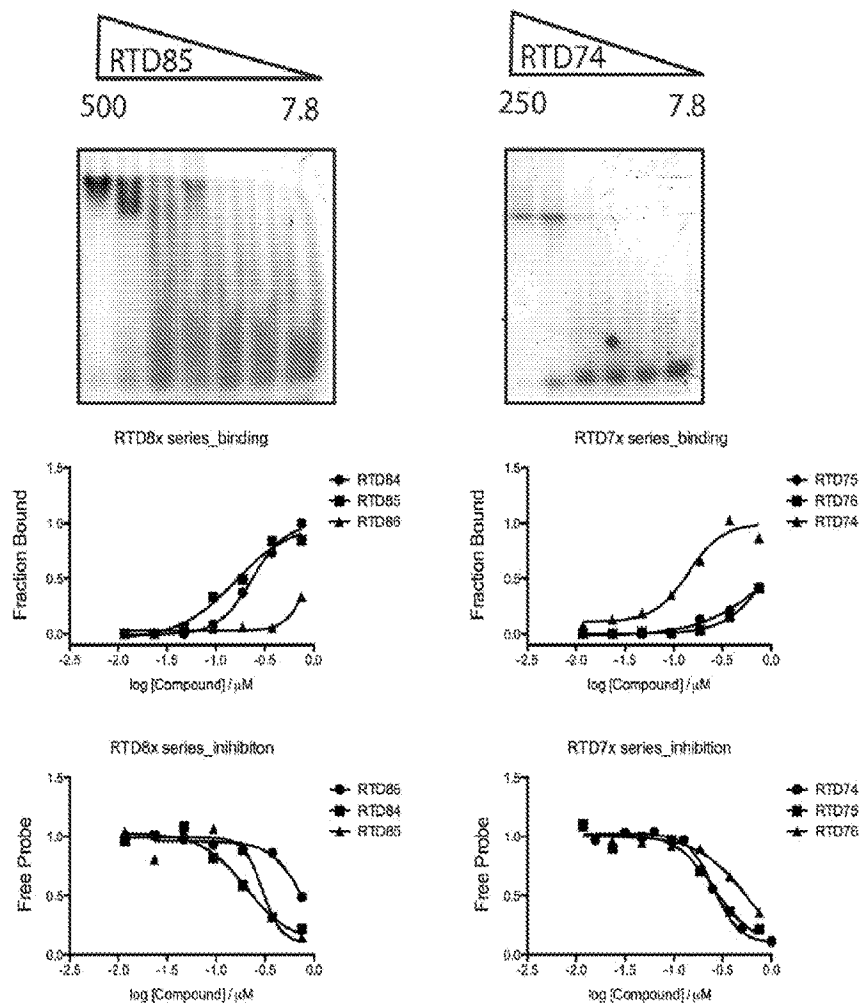 RTD85
RTD74
500 7.8
250 7.8
RTD8x series_binding
Fraction Bound
1.5
1.0
0.5
0.0
-2.5 -2.0 -1.5 -1.0 -0.5 0.0
log [Compound] / µM
RTD84
RTD85
RTD86
RTD7x series_binding
Fraction Bound
1.5
1.0
0.5
0.0
-2.5 -2.0 -1.5 -1.0 -0.5 0.0
log [Compound] / µM
RTD75
RTD76
RTD74
RTD8x series_inihibiton
Free Probe
1.5
1.0
0.5
0.0
-2.5 -2.0 -1.5 -1.0 -0.5 0.0
log [Compound] / µM
RTD86
RTD84
RTD85
RTD7x series_inhibition
Free Probe
1.5
1.0
0.5
0.0
-2.5 -2.0 -1.5 -1.0 -0.5 0.0
log [Compound] / µM
RTD74
RTD75
RTD76